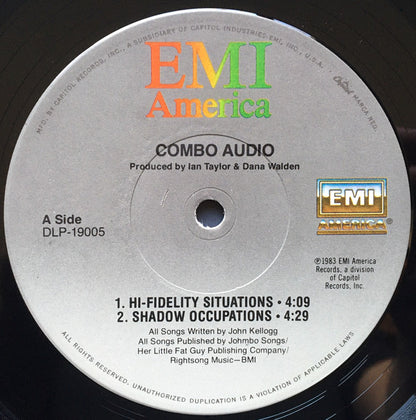 MFD. BY CAPITOL RECORDS, INC., A SUBSIDIARY OF CAPITOL INDUSTRIES EMI, INC., U.S.A.
Capitol MARCA REG.
EMI
America
COMBO AUDIO
Produced by Ian Taylor & Dana Walden
A Side
DLP-19005
EMI
AMERICA
℗1983 EMI America
Records, a division
of Capitol
Records, Inc.
1. HI-FIDELITY SITUATIONS • 4:09
2. SHADOW OCCUPATIONS • 4:29
All Songs Written by John Kellogg
All Songs Published by Johmbo Songs/
Her Little Fat Guy Publishing Company/
Rightsong Music—BMI
ALL RIGHTS RESERVED. UNAUTHORIZED DUPLICATION IS A VIOLATION OF APPLICABLE LAWS